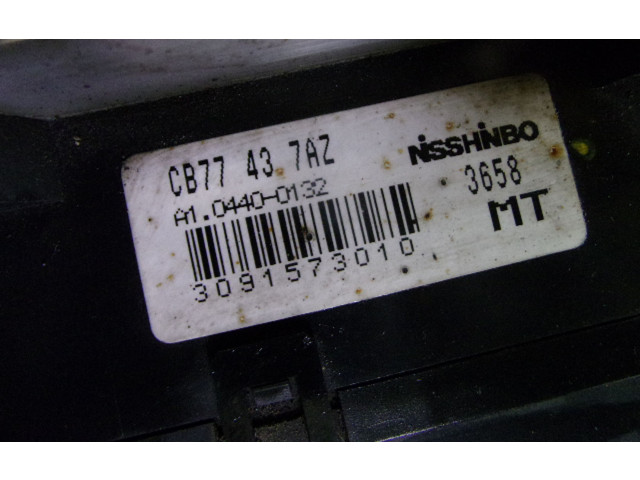 CB77 43 7AZ
NISSHINBO
A1.0440-0132
3658
MT
3091573010